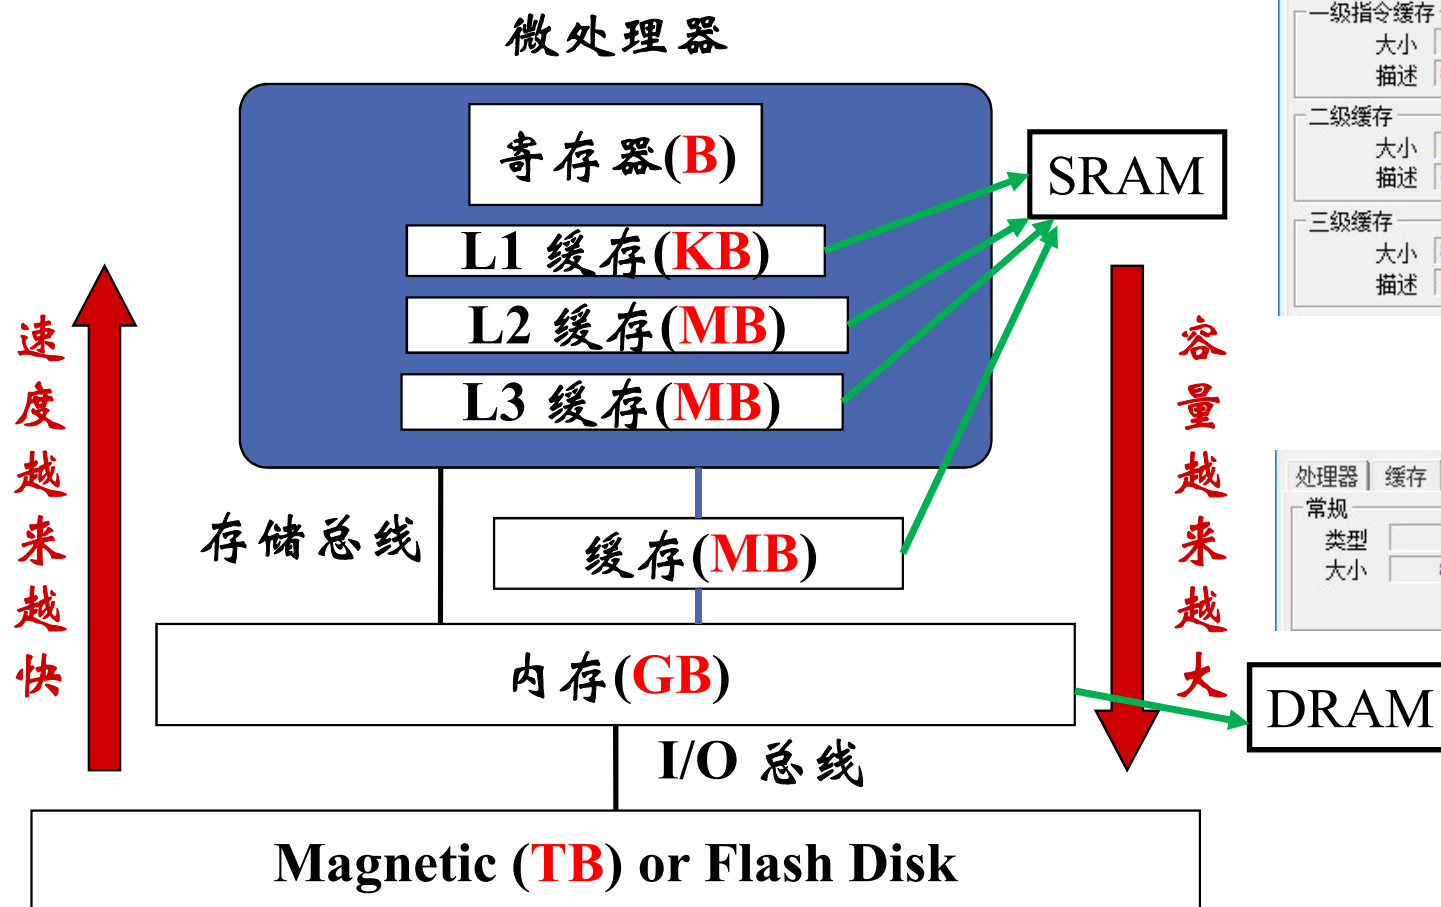 微处理器
寄存器(B)
SRAM
L1 缓存(KB)
L2 缓存(MB)
L3 缓存(MB)
速度越来越快
容量越来越大
存储总线
缓存(MB)
内存(GB)
DRAM
I/O 总线
Magnetic (TB) or Flash Disk
一级指令缓存
大小
描述
二级缓存
大小
描述
三级缓存
大小
描述
处理器 缓存
常规
类型
大小